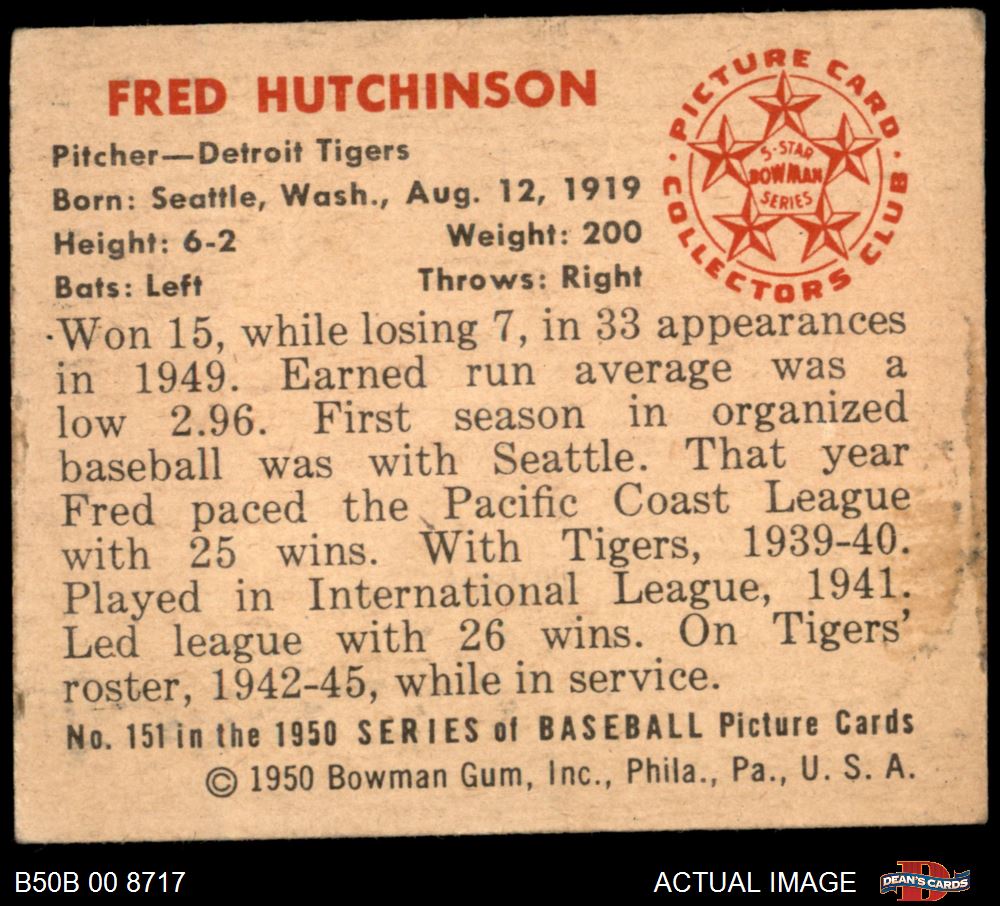 FRED HUTCHINSON
Pitcher—Detroit Tigers
Born: Seattle, Wash., Aug. 12, 1919
Height: 6-2 Weight: 200
Bats: Left Throws: Right
PICTURE CARD
COLLECTORS CLUB
5-STAR
BOWMAN
SERIES
Won 15, while losing 7, in 33 appearances
in 1949. Earned run average was a
low 2.96. First season in organized
baseball was with Seattle. That year
Fred paced the Pacific Coast League
with 25 wins. With Tigers, 1939-40.
Played in International League, 1941.
Led league with 26 wins. On Tigers'
roster, 1942-45, while in service.
No. 151 in the 1950 SERIES of BASEBALL Picture Cards
© 1950 Bowman Gum, Inc., Phila., Pa., U. S. A.
B50B 00 8717
ACTUAL IMAGE
D
DEAN'S CARDS